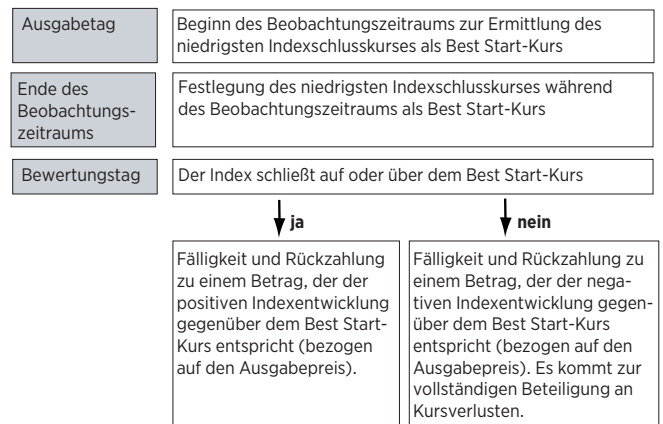 Ausgabetag
Beginn des Beobachtungszeitraums zur Ermittlung des
niedrigsten Indexschlusskurses als Best Start-Kurs
Ende des
Beobachtungs-
zeitraums
Festlegung des niedrigsten Indexschlusskurses während
des Beobachtungszeitraums als Best Start-Kurs
Bewertungstag
Der Index schließt auf oder über dem Best Start-Kurs
ja
nein
Fälligkeit und Rückzahlung
zu einem Betrag, der der
positiven Indexentwicklung
gegenüber dem Best Start-
Kurs entspricht (bezogen
auf den Ausgabepreis).
Fälligkeit und Rückzahlung zu
einem Betrag, der der nega-
tiven Indexentwicklung gegen-
über dem Best Start-Kurs
entspricht (bezogen auf den
Ausgabepreis). Es kommt zur
vollständigen Beteiligung an
Kursverlusten.